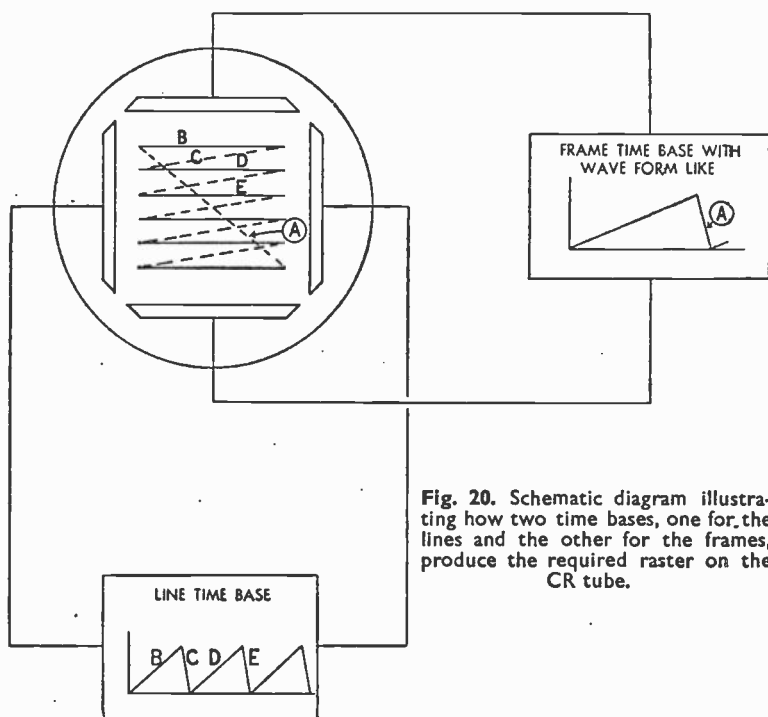 B
C D
E
A
FRAME TIME BASE WITH
WAVE FORM LIKE
A
Fig. 20. Schematic diagram illustra-
ting how two time bases, one for the
lines and the other for the frames,
produce the required raster on the
CR tube.
LINE TIME BASE
B C D E